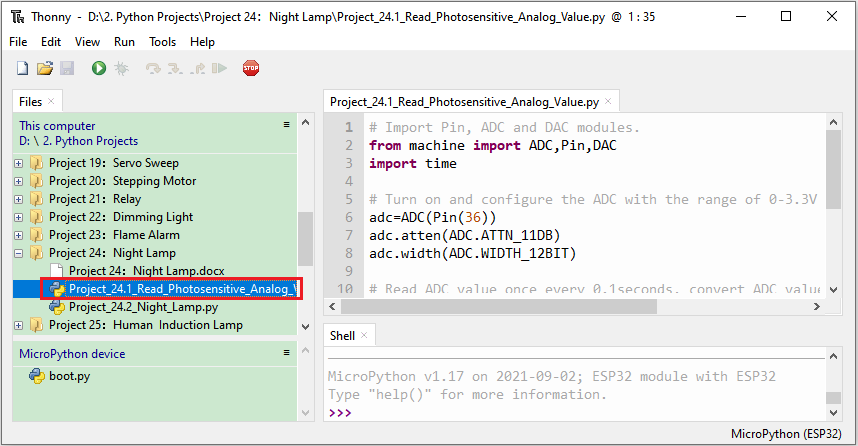 Thonny - D:\2. Python Projects\Project 24: Night Lamp\Project_24.1_Read_Photosensitive_Analog_Value.py @ 1 : 35
File Edit View Run Tools Help
STOP
Files
This computer
D: \ 2. Python Projects
Project 19: Servo Sweep
Project 20: Stepping Motor
Project 21: Relay
Project 22: Dimming Light
Project 23: Flame Alarm
Project 24: Night Lamp
Project 24: Night Lamp.docx
Project_24.1_Read_Photosensitive_Analog_
Project_24.2_Night_Lamp.py
Project 25: Human Induction Lamp
MicroPython device
boot.py
Project_24.1_Read_Photosensitive_Analog_Value.py
1 # Import Pin, ADC and DAC modules.
2 from machine import ADC,Pin,DAC
3 import time
4
5 # Turn on and configure the ADC with the range of 0-3.3V
6 adc=ADC(Pin(36))
7 adc.atten(ADC.ATTN_11DB)
8 adc.width(ADC.WIDTH_12BIT)
9
10 # Read ADC value once every 0.1seconds, convert ADC value
Shell
MicroPython v1.17 on 2021-09-02; ESP32 module with ESP32
Type "help()" for more information.
>>>
MicroPython (ESP32)